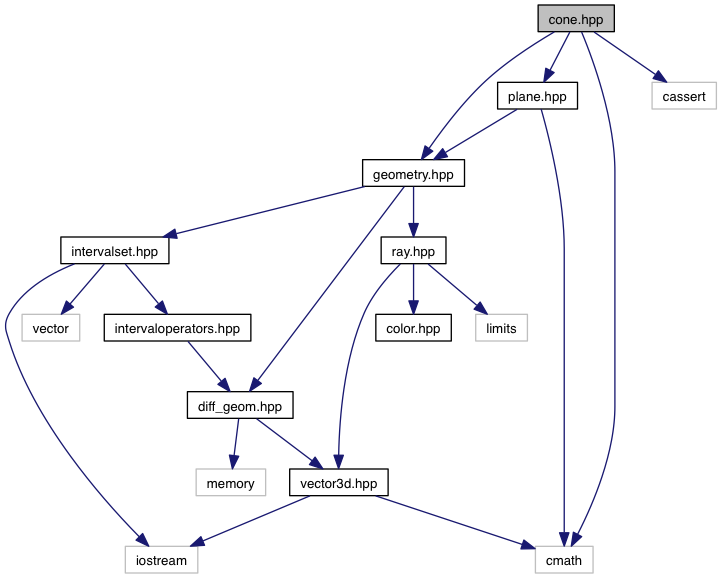 cone.hpp
plane.hpp
cassert
geometry.hpp
intervalset.hpp
ray.hpp
vector
intervaloperators.hpp
color.hpp
limits
diff_geom.hpp
memory
vector3d.hpp
iostream
cmath